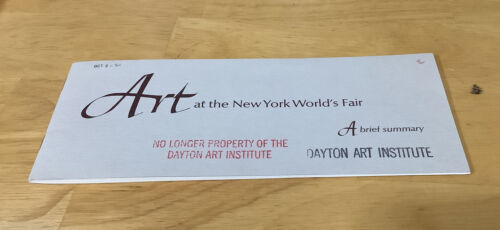 Art at the New York World's Fair
A brief summary
NO LONGER PROPERTY OF THE
DAYTON ART INSTITUTE
DAYTON ART INSTITUTE